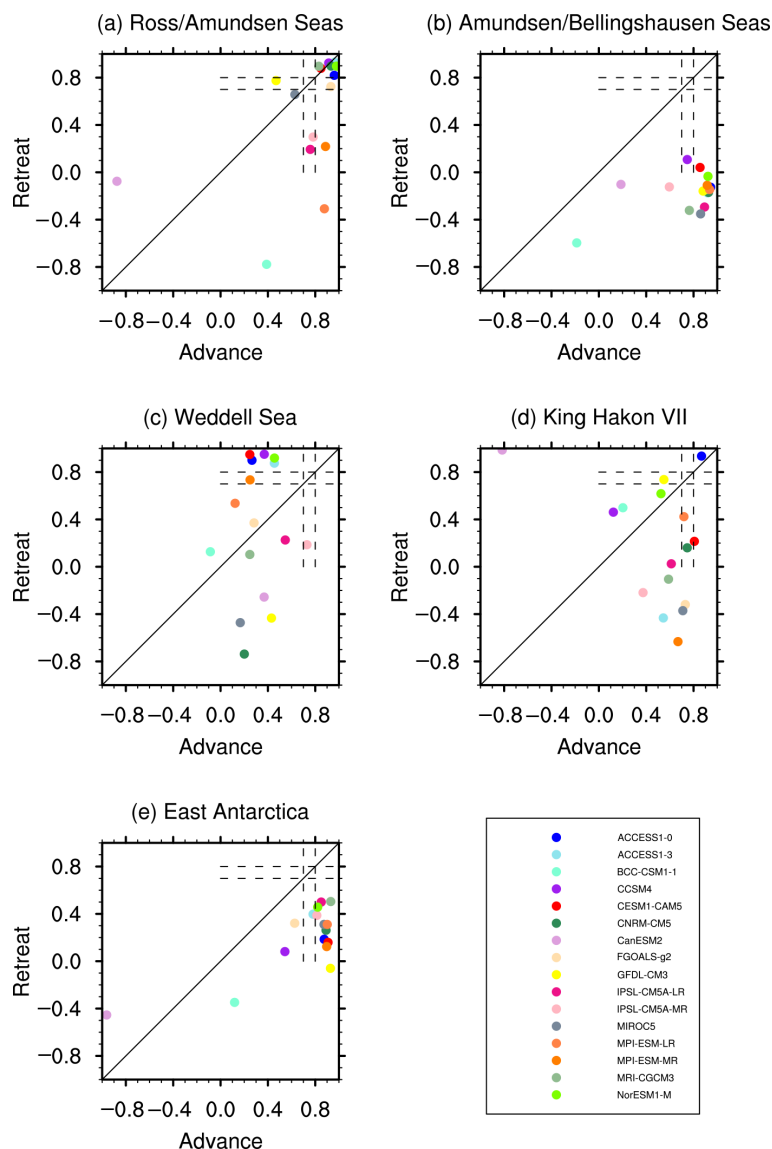 (a) Ross/Amundsen Seas
0.8
0.4
0.0
−0.4
−0.8
Retreat
−0.8 −0.4 0.0 0.4 0.8
Advance
(b) Amundsen/Bellingshausen Seas
0.8
0.4
0.0
−0.4
−0.8
Retreat
−0.8 −0.4 0.0 0.4 0.8
Advance
(c) Weddell Sea
0.8
0.4
0.0
−0.4
−0.8
Retreat
−0.8 −0.4 0.0 0.4 0.8
Advance
(d) King Hakon VII
0.8
0.4
0.0
−0.4
−0.8
Retreat
−0.8 −0.4 0.0 0.4 0.8
Advance
(e) East Antarctica
0.8
0.4
0.0
−0.4
−0.8
Retreat
−0.8 −0.4 0.0 0.4 0.8
Advance
ACCESS1-0
ACCESS1-3
BCC-CSM1-1
CCSM4
CESM1-CAM5
CNRM-CM5
CanESM2
FGOALS-g2
GFDL-CM3
IPSL-CM5A-LR
IPSL-CM5A-MR
MIROC5
MPI-ESM-LR
MPI-ESM-MR
MRI-CGCM3
NorESM1-M